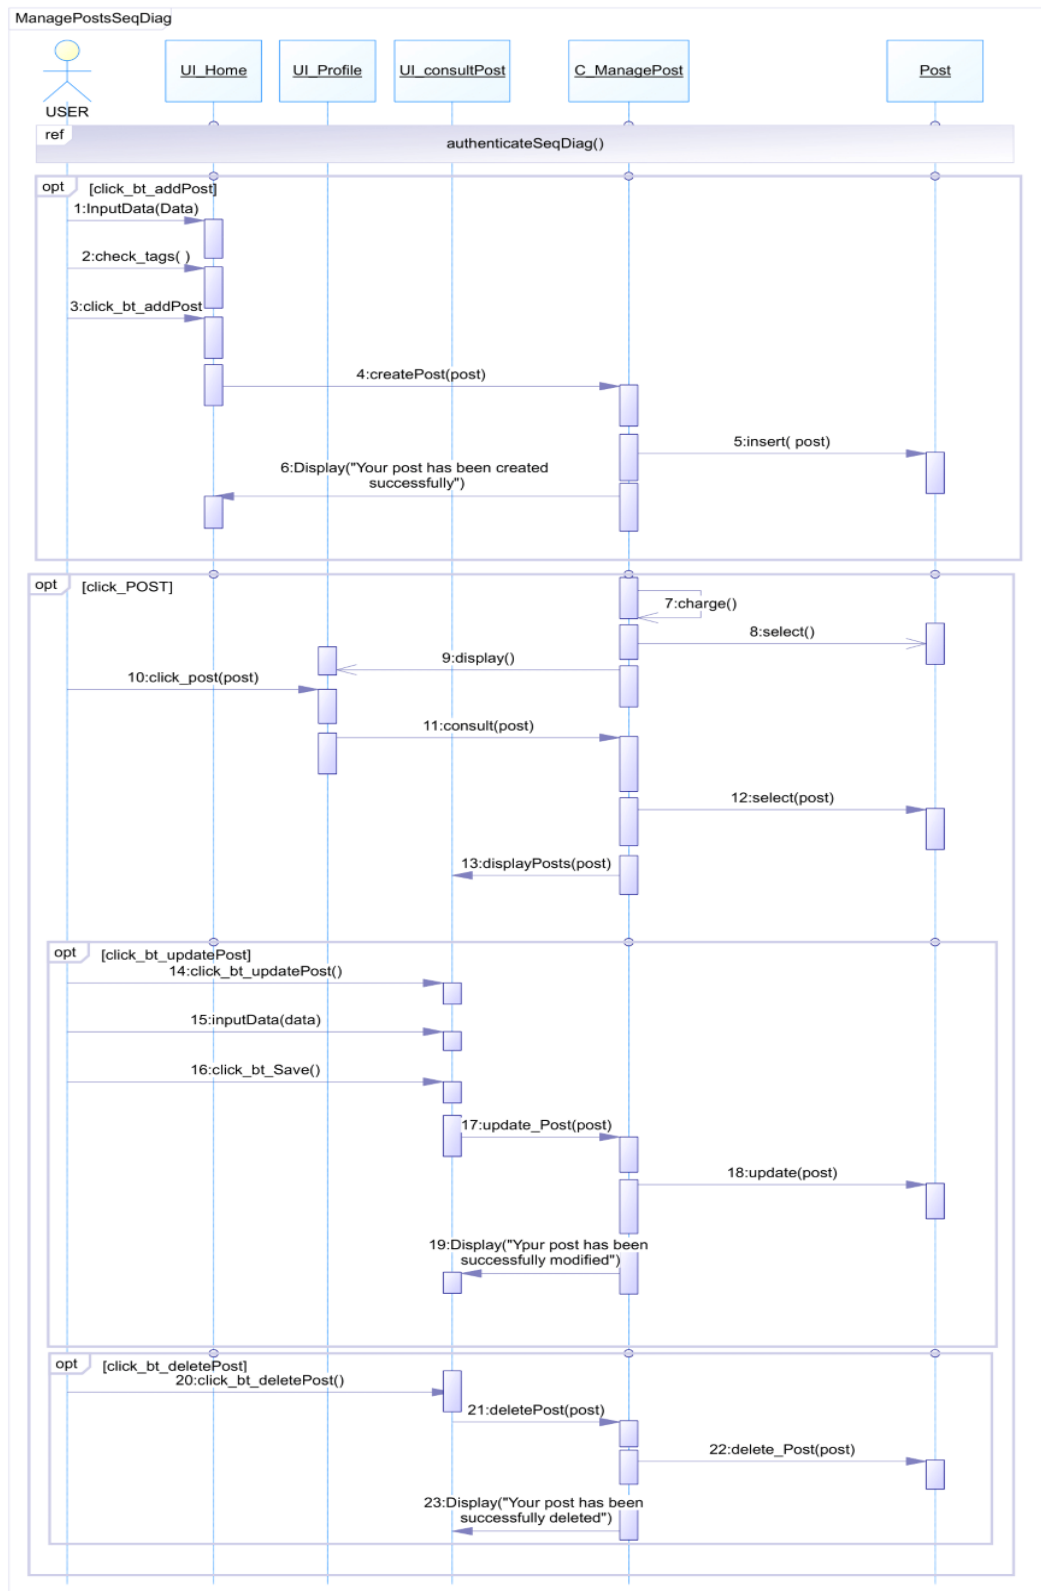 ManagePostsSeqDiag
UI_Home
UI_Profile
UI_consultPost
C_ManagePost
Post
USER
ref
authenticateSeqDiag()
opt
[click_bt_addPost]
1:InputData(Data)
2:check_tags( )
3:click_bt_addPost
4:createPost(post)
5:insert( post)
6:Display("Your post has been created
successfully")
opt
[click_POST]
7:charge()
8:select()
9:display()
10:click_post(post)
11:consult(post)
12:select(post)
13:displayPosts(post)
opt
[click_bt_updatePost]
14:click_bt_updatePost()
15:inputData(data)
16:click_bt_Save()
17:update_Post(post)
18:update(post)
19:Display("Ypur post has been
successfully modified")
opt
[click_bt_deletePost]
20:click_bt_deletePost()
21:deletePost(post)
22:delete_Post(post)
23:Display("Your post has been
successfully deleted")